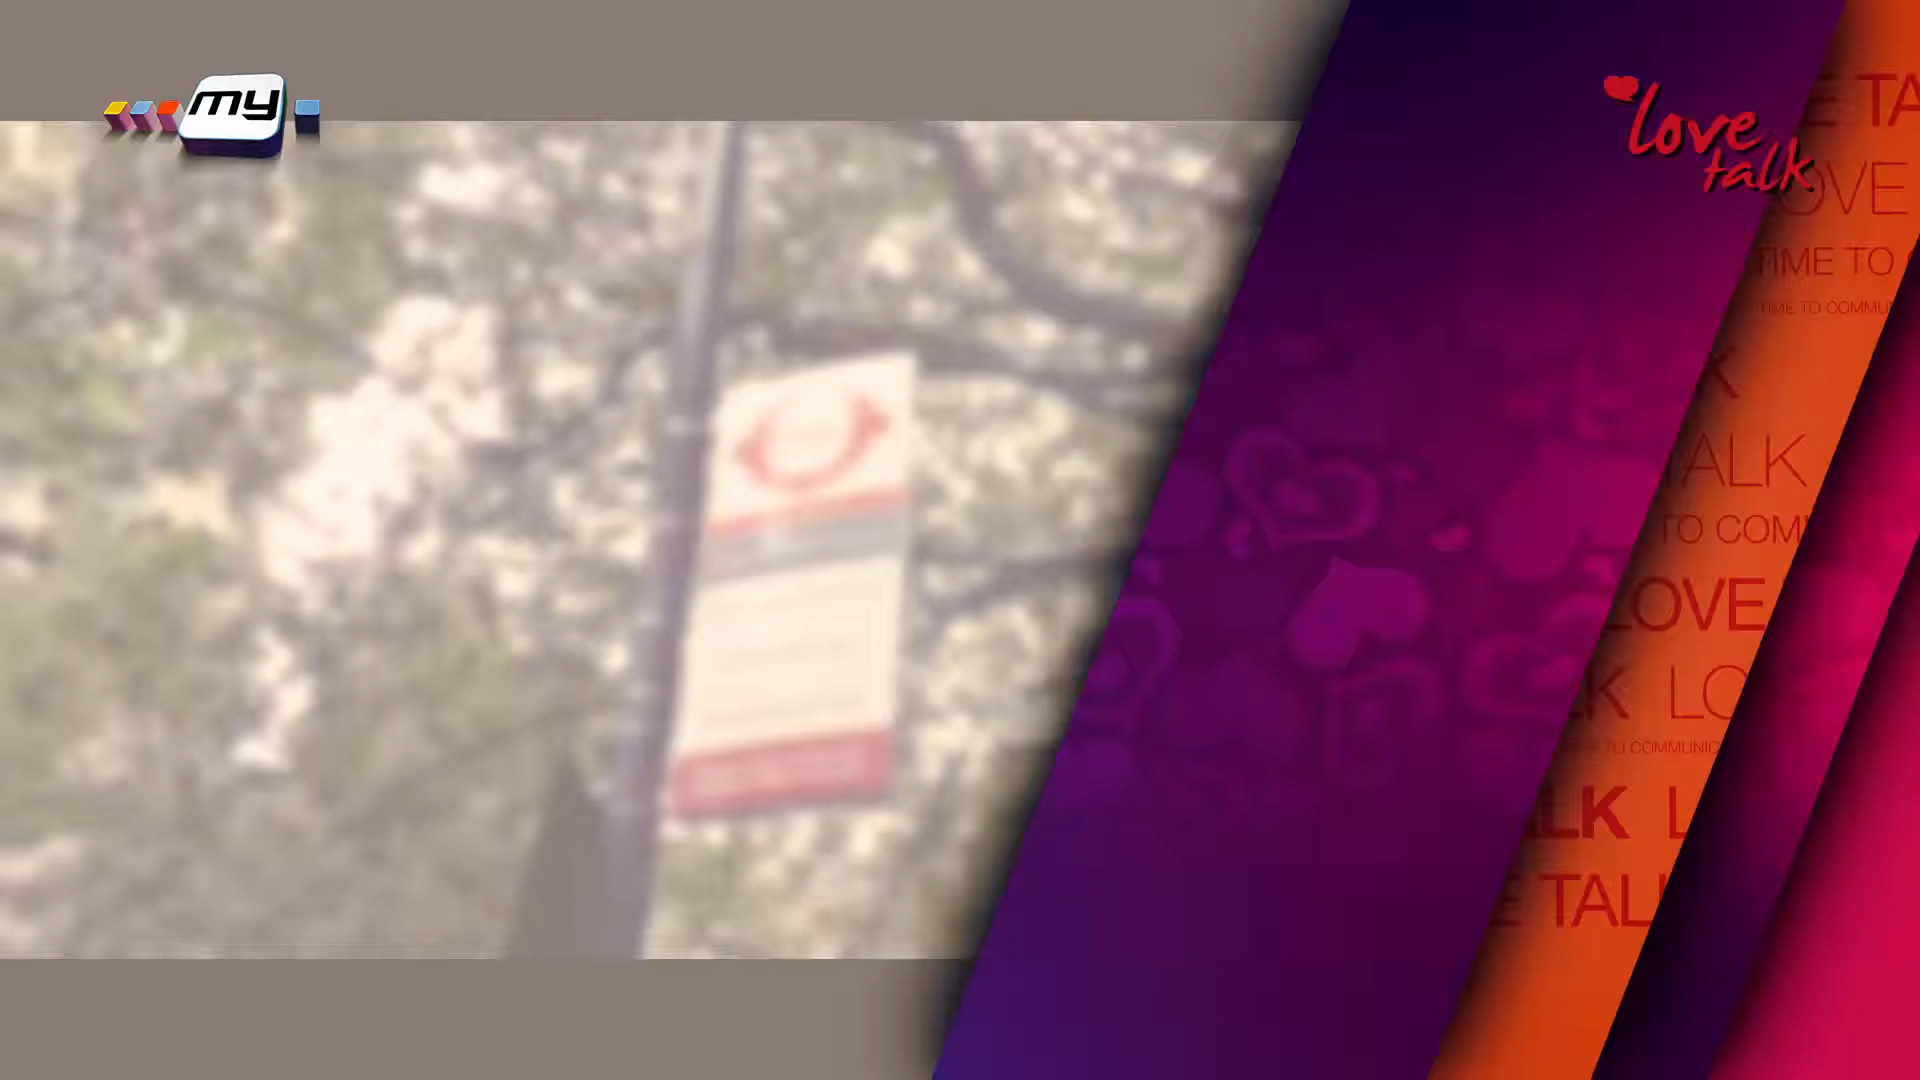 my
love
talk
E TA
OVE
TIME TO
TIME TO COMMU
K
ALK
TO COM
LOVE
K LO
TO COMMUNIC
LK L
E TAL